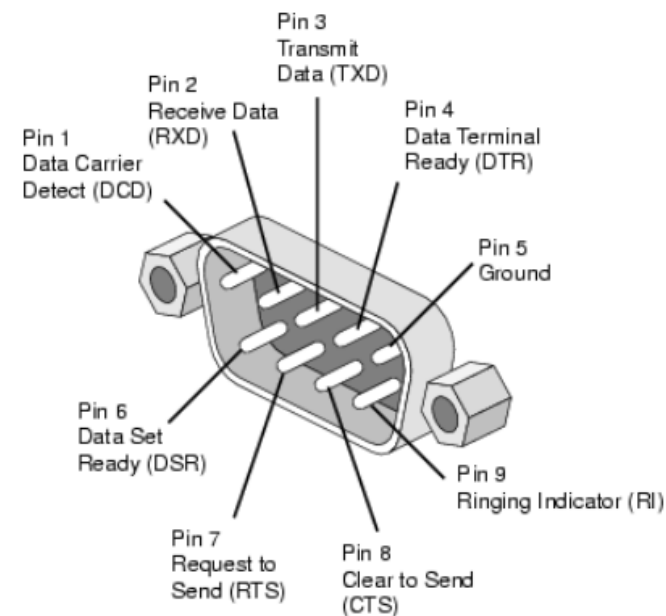 Pin 3
Transmit
Data (TXD)
Pin 2
Receive Data
(RXD)
Pin 4
Data Terminal
Ready (DTR)
Pin 1
Data Carrier
Detect (DCD)
Pin 5
Ground
Pin 6
Data Set
Ready (DSR)
Pin 9
Ringing Indicator (RI)
Pin 7
Request to
Send (RTS)
Pin 8
Clear to Send
(CTS)